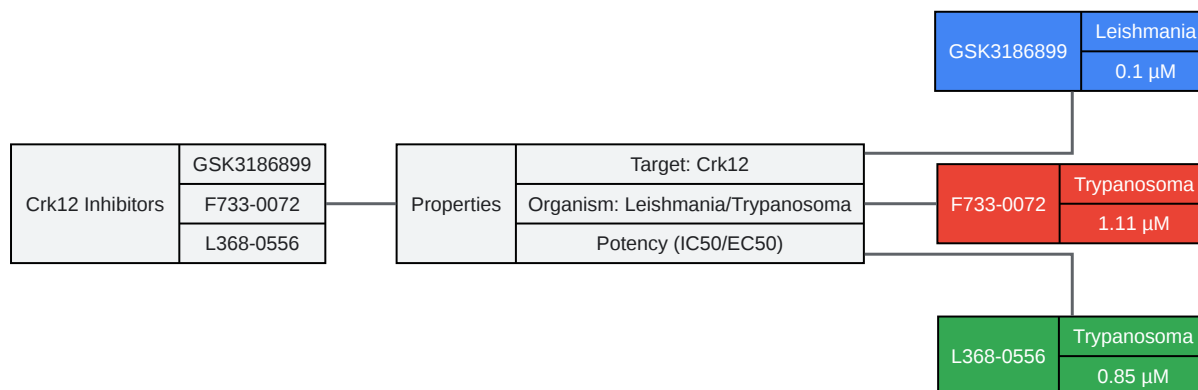 Crk12 Inhibitors
GSK3186899
F733-0072
L368-0556
Properties
Target: Crk12
Organism: Leishmania/Trypanosoma
Potency (IC50/EC50)
GSK3186899
Leishmania
0.1 µM
F733-0072
Trypanosoma
1.11 µM
L368-0556
Trypanosoma
0.85 µM